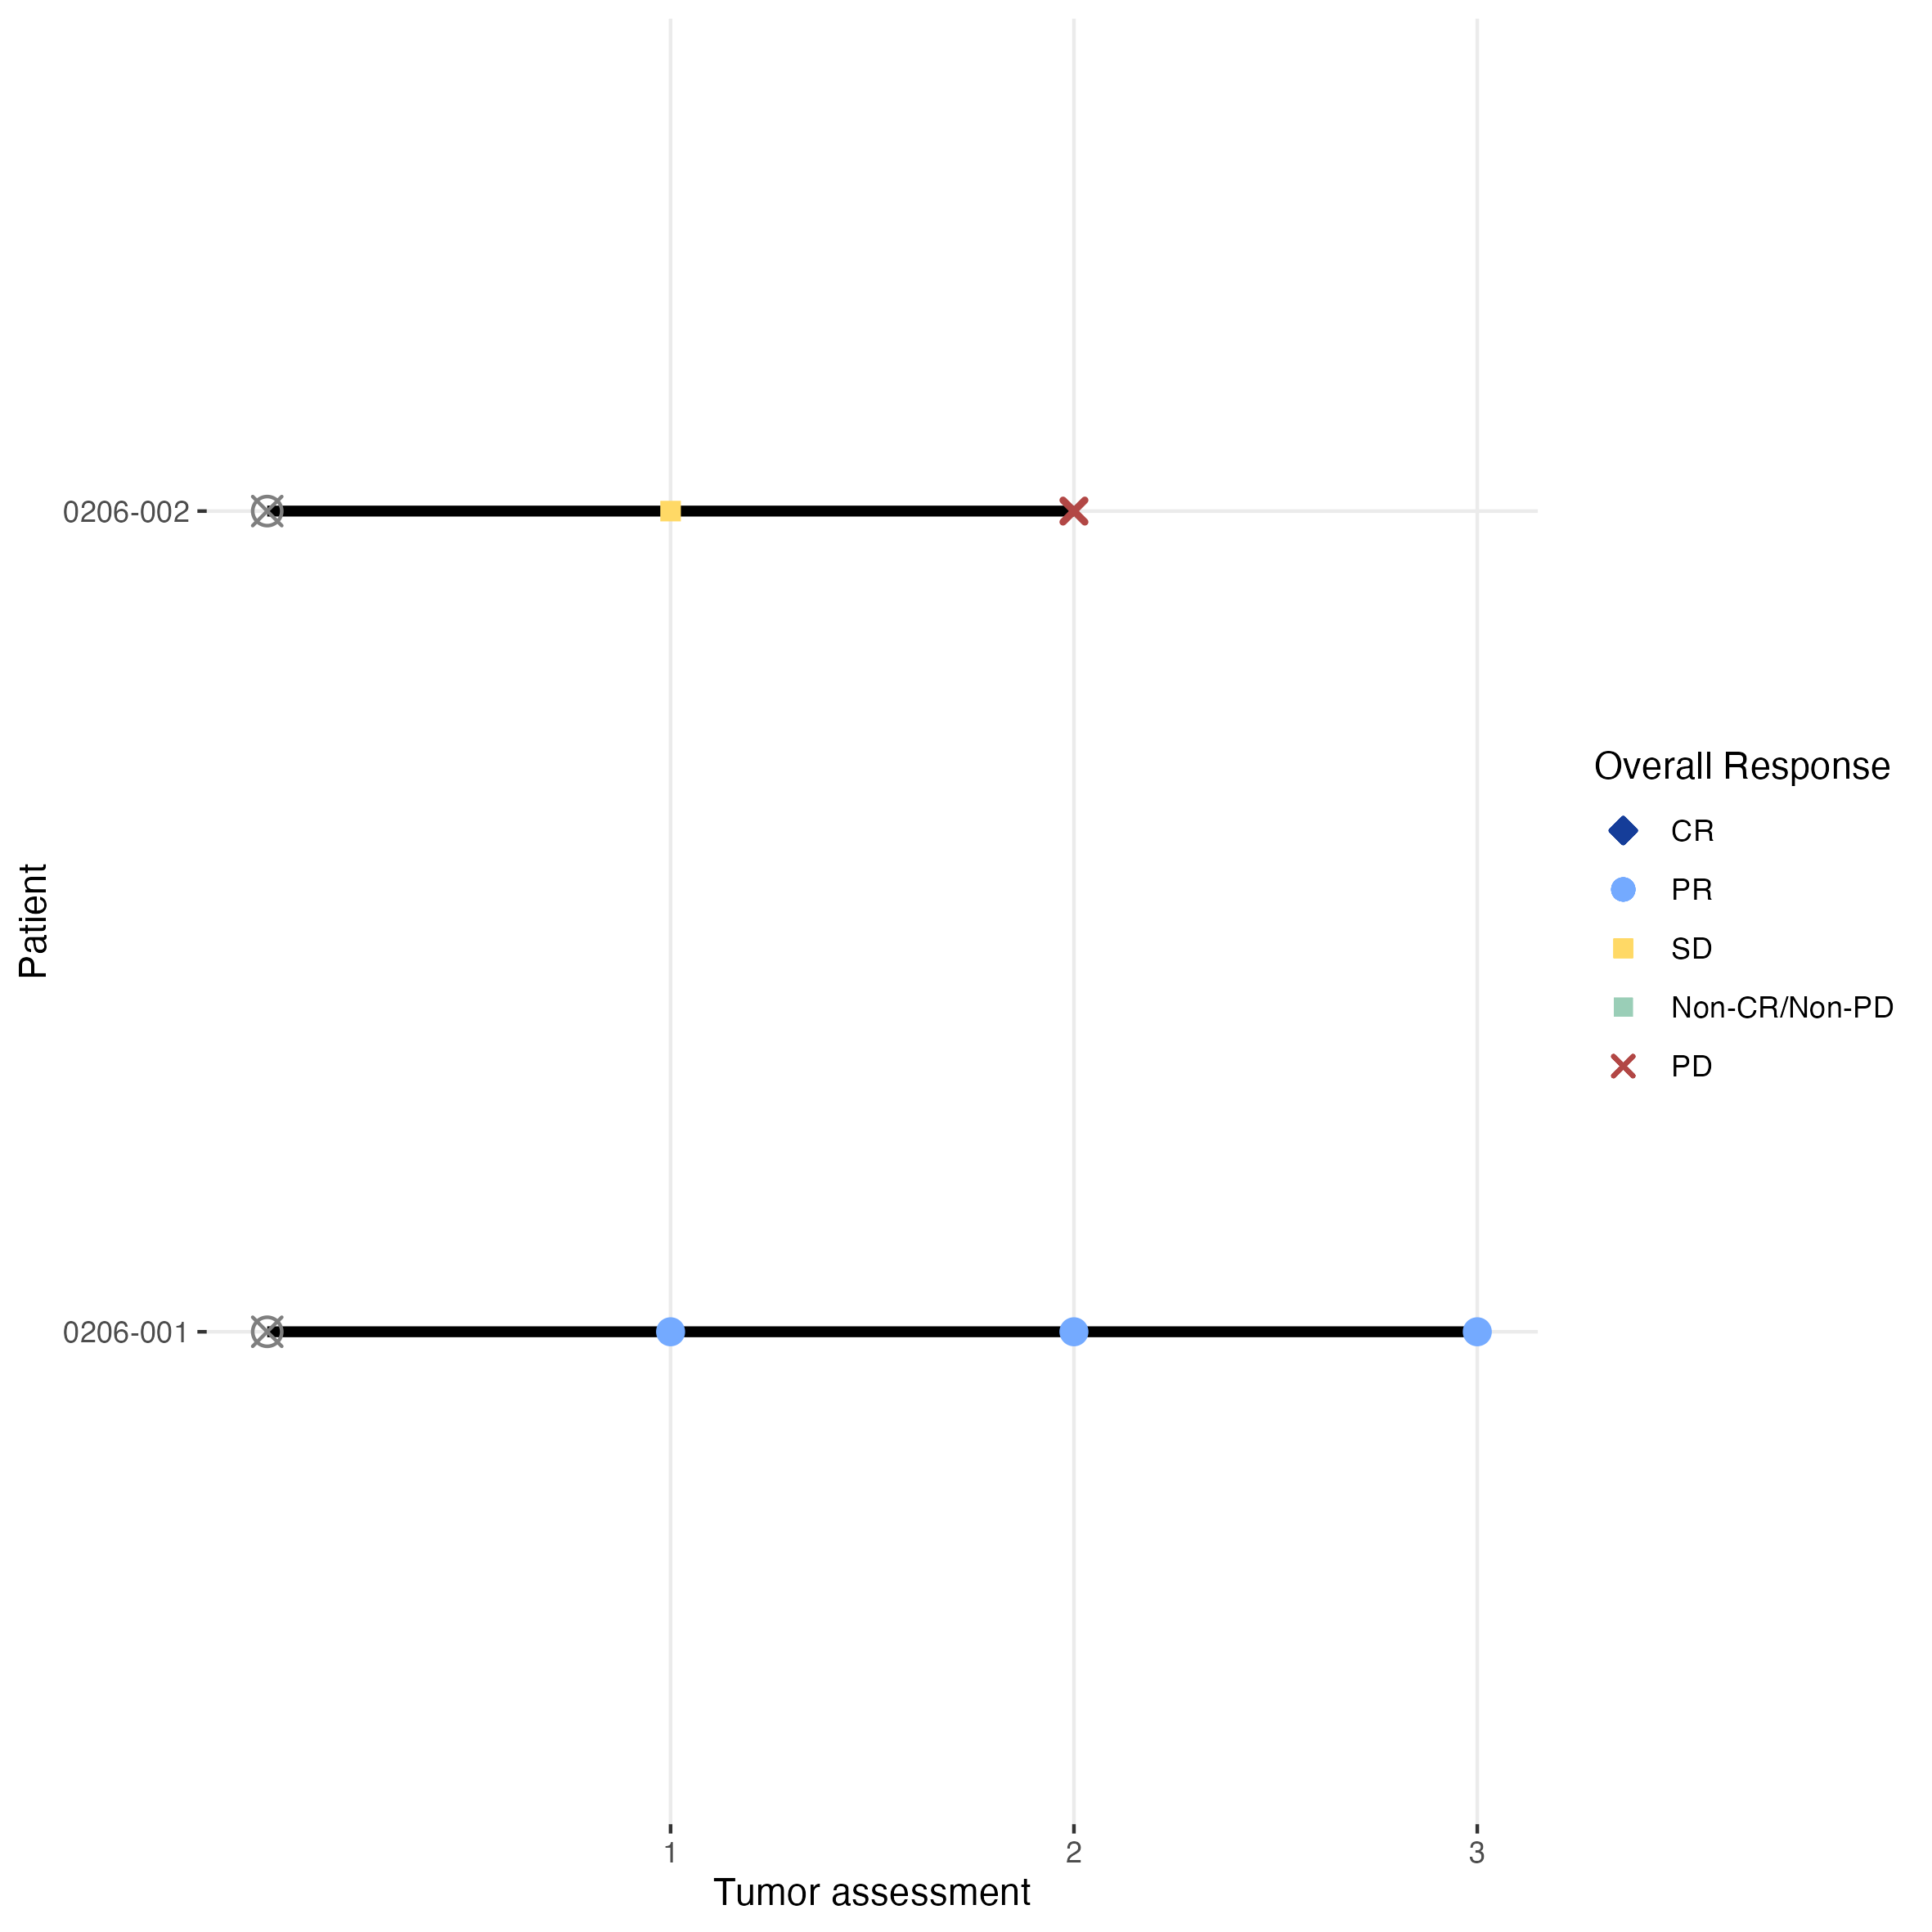 0206-002
0206-001
Patient
1
2
3
Tumor assessment
Overall Response
CR
PR
SD
Non-CR/Non-PD
PD